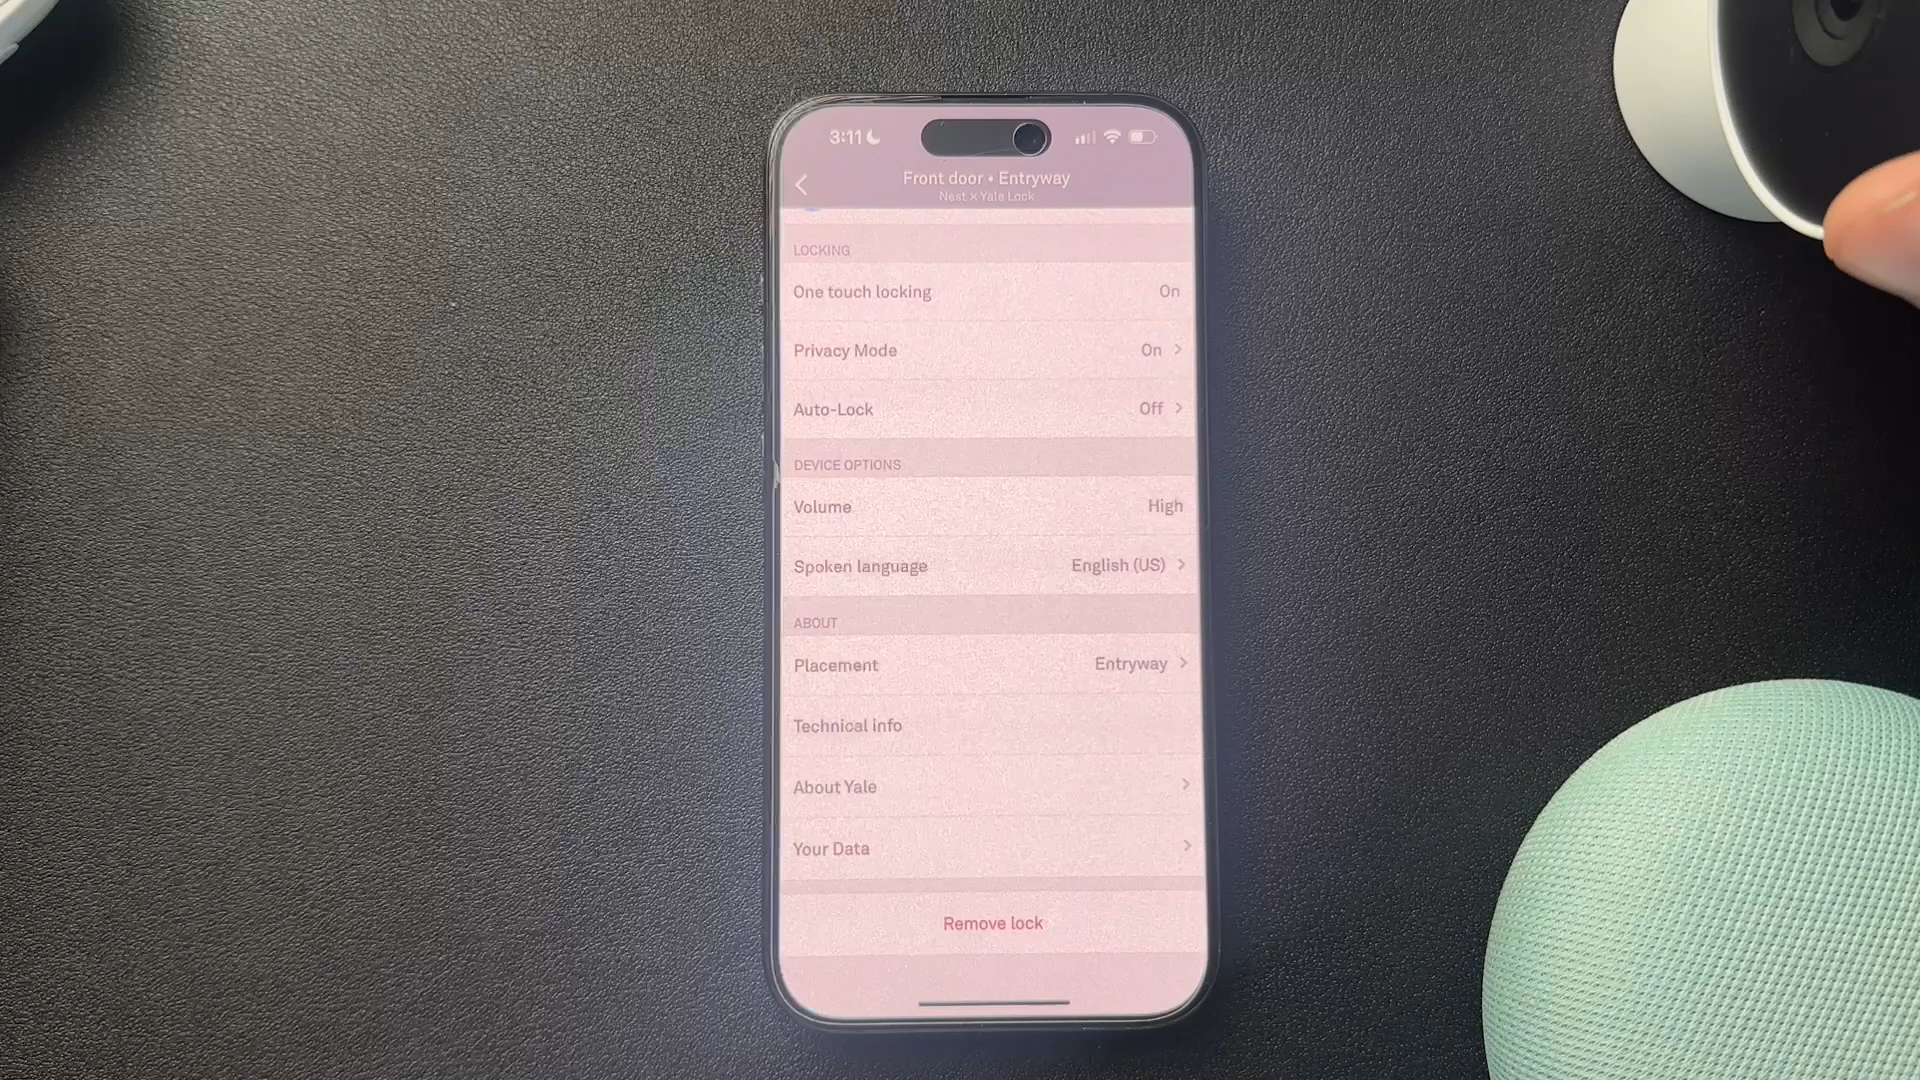 3:11
Front door • Entryway
Nest × Yale Lock
LOCKING
One touch locking On
Privacy Mode On
Auto-Lock Off
DEVICE OPTIONS
Volume High
Spoken language English (US)
ABOUT
Placement Entryway
Technical info
About Yale
Your Data
Remove lock